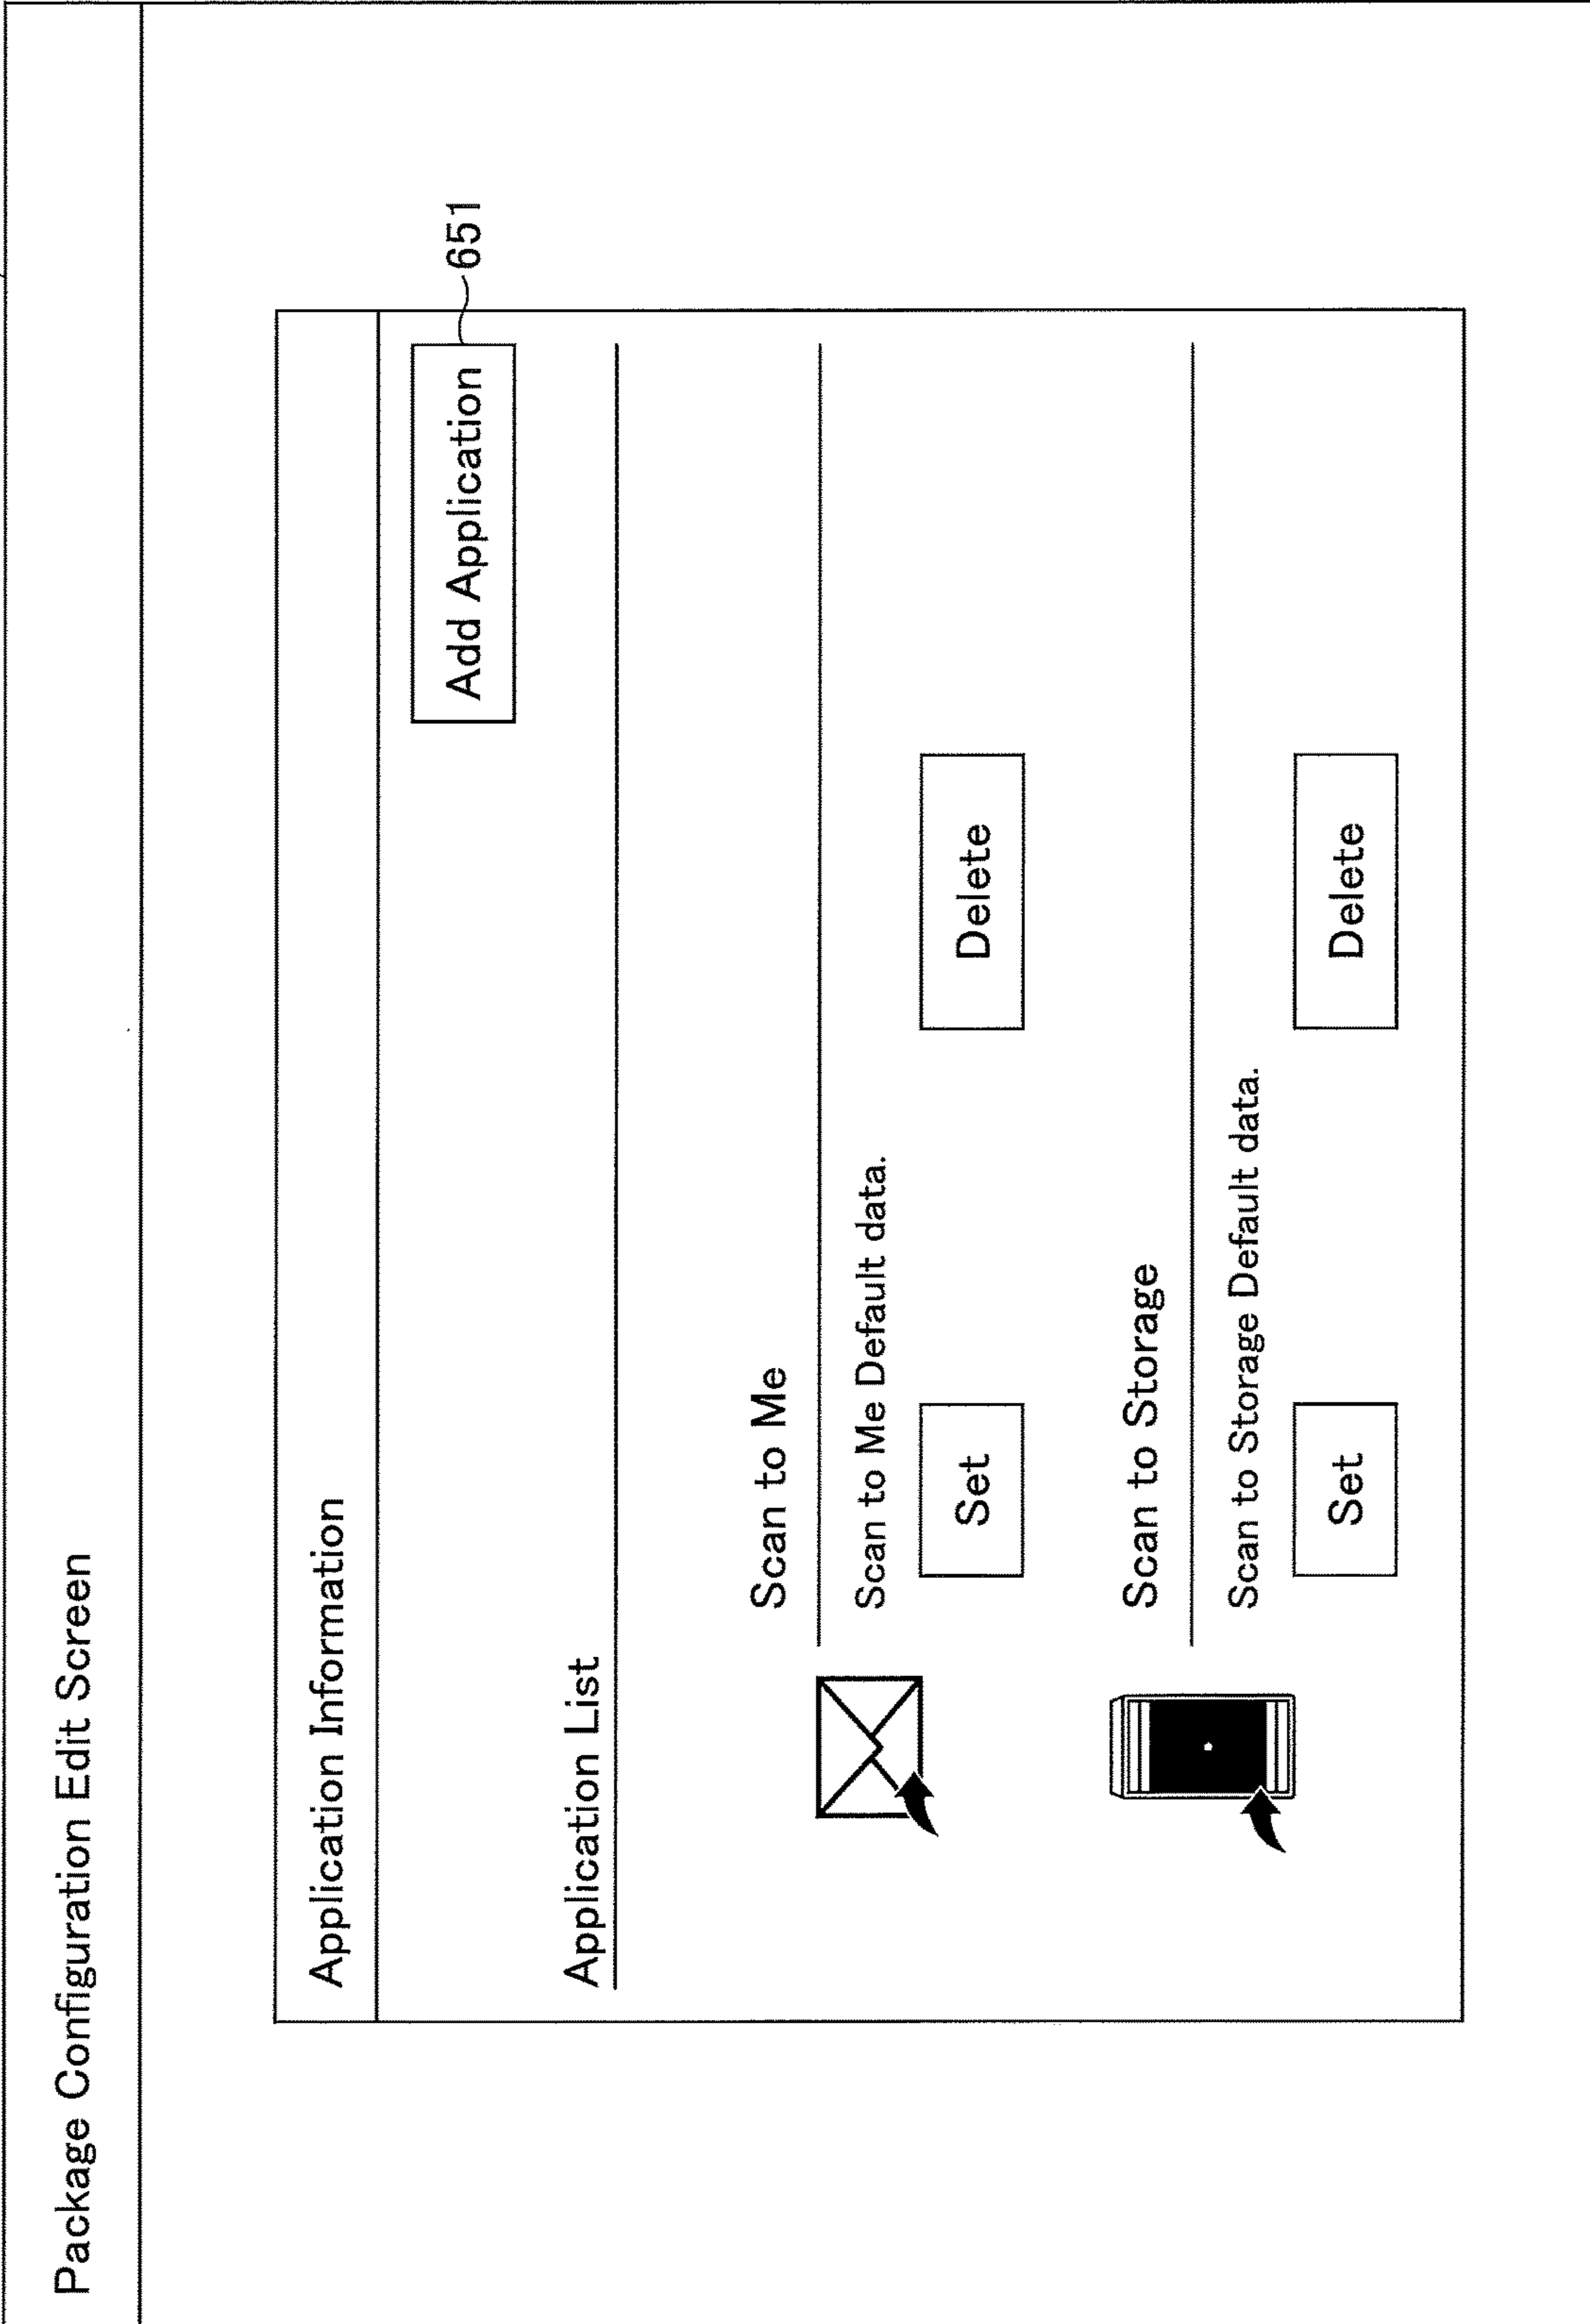 Package Configuration Edit Screen
Application Information
Add Application
651
Application List
Scan to Me
Scan to Me Default data.
Set
Delete
Scan to Storage
Scan to Storage Default data.
Set
Delete